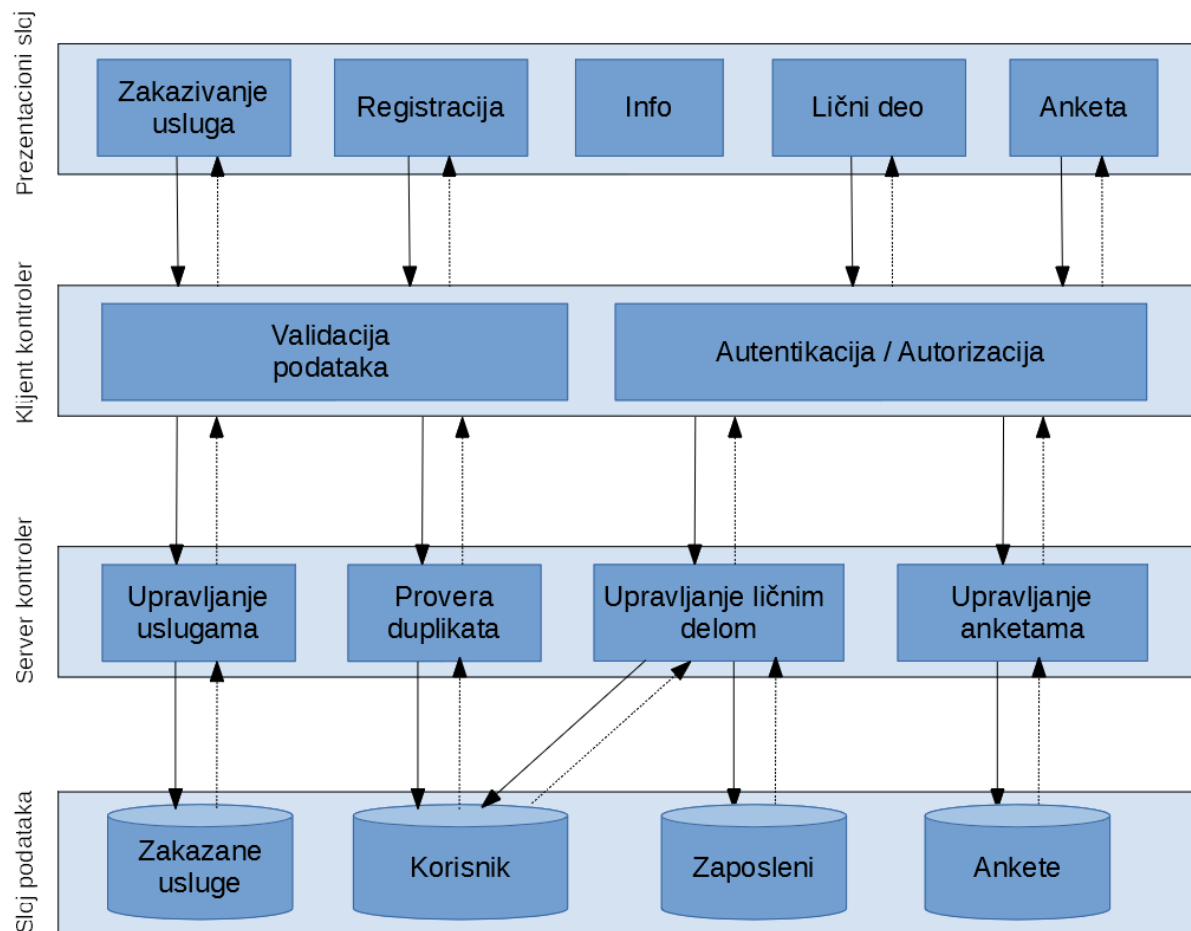 Prezentacioni sloj
Zakazivanje
usluga
Registracija
Info
Lični deo
Anketa
Klijent kontroler
Validacija
podataka
Autentikacija / Autorizacija
Server kontroler
Upravljanje
uslugama
Provera
duplikata
Upravljanje ličnim
delom
Upravljanje
anketama
Sloj podataka
Zakazane
usluge
Korisnik
Zaposleni
Ankete